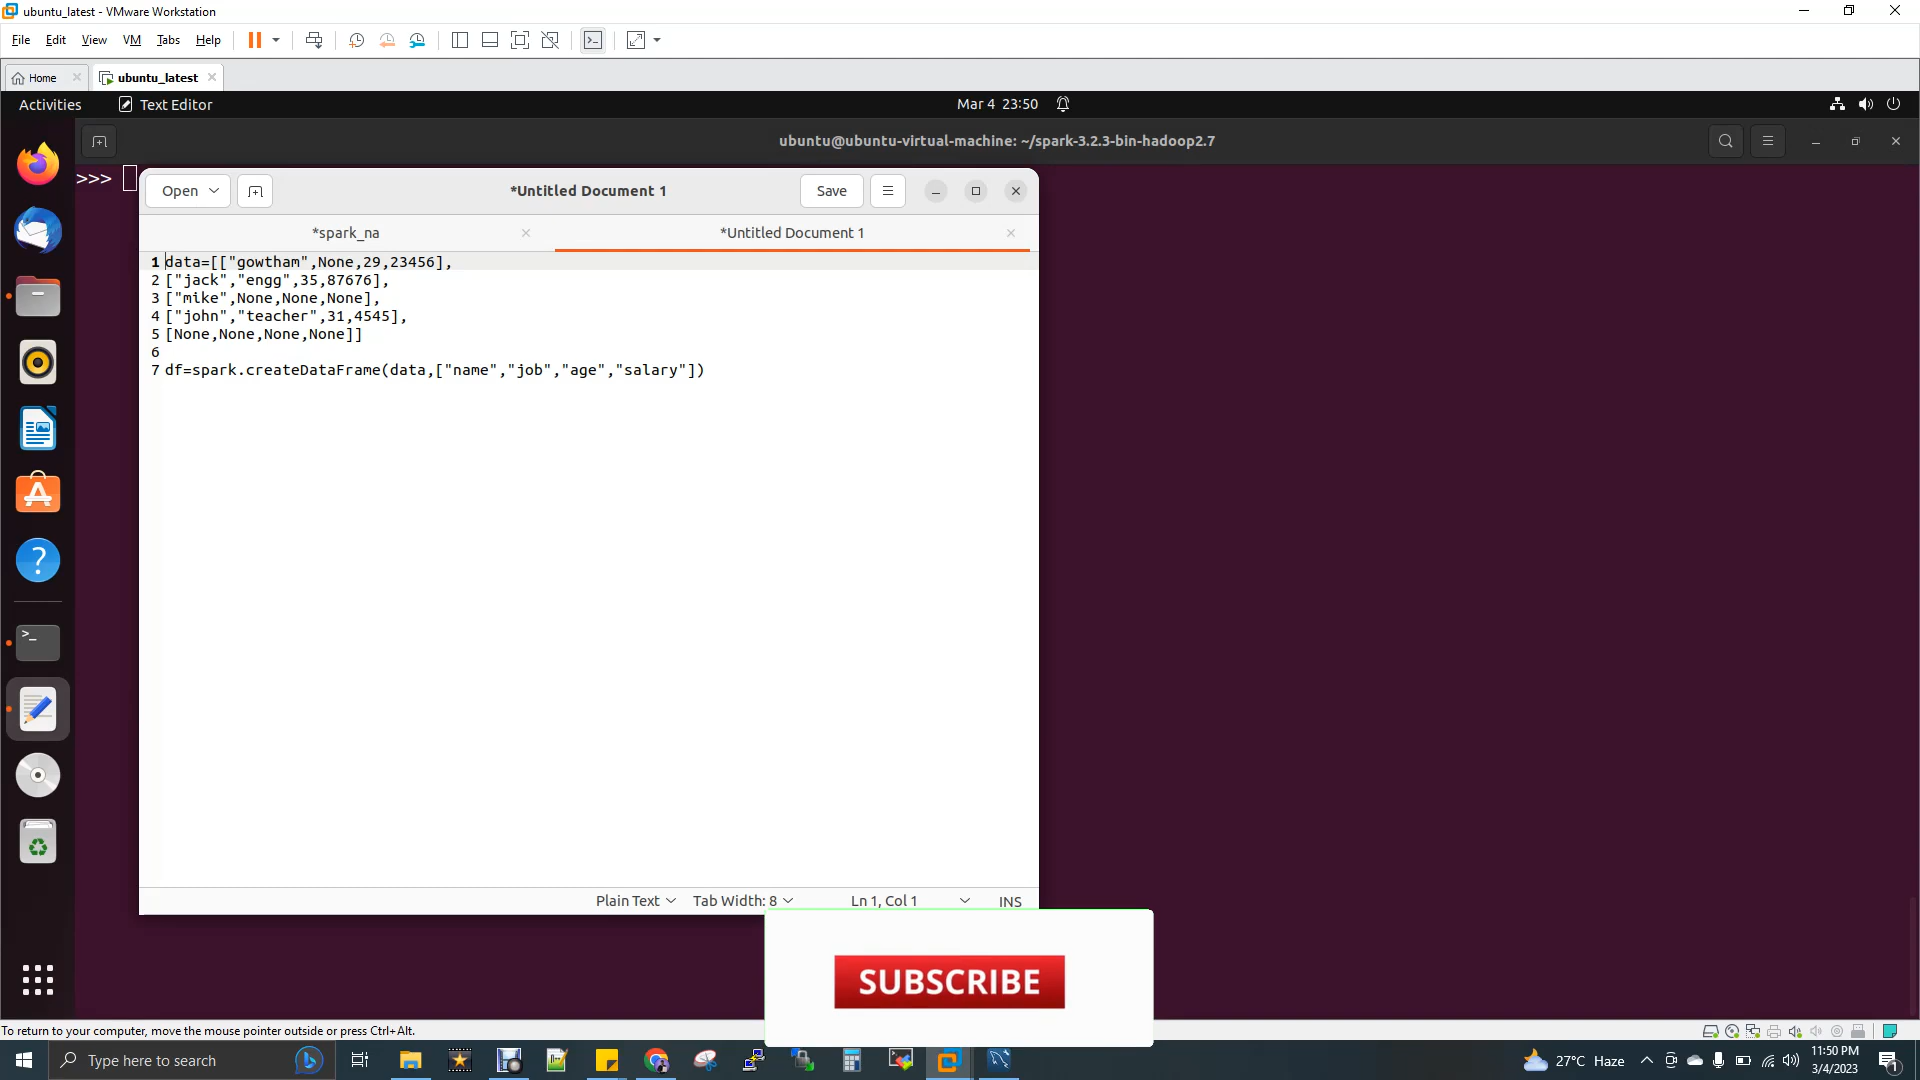 ubuntu_latest - VMware Workstation
File Edit View VM Tabs Help
Home ubuntu_latest
Activities Text Editor Mar 4 23:50
ubuntu@ubuntu-virtual-machine: ~/spark-3.2.3-bin-hadoop2.7
>>>
Open *Untitled Document 1 Save
*spark_na *Untitled Document 1
1 data=[["gowtham",None,29,23456],
2 ["jack","engg",35,87676],
3 ["mike",None,None,None],
4 ["john","teacher",31,4545],
5 [None,None,None,None]]
6
7 df=spark.createDataFrame(data,["name","job","age","salary"])
Plain Text Tab Width: 8 Ln 1, Col 1 INS
SUBSCRIBE
To return to your computer, move the mouse pointer outside or press Ctrl+Alt.
Type here to search
27°C Haze
11:50 PM
3/4/2023
1